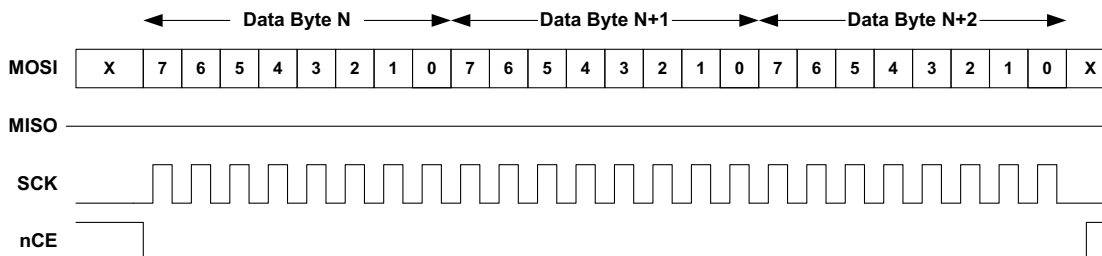 Data Byte N Data Byte N+1 Data Byte N+2
MOSI X 7 6 5 4 3 2 1 0 7 6 5 4 3 2 1 0 7 6 5 4 3 2 1 0 X
MISO
SCK
nCE